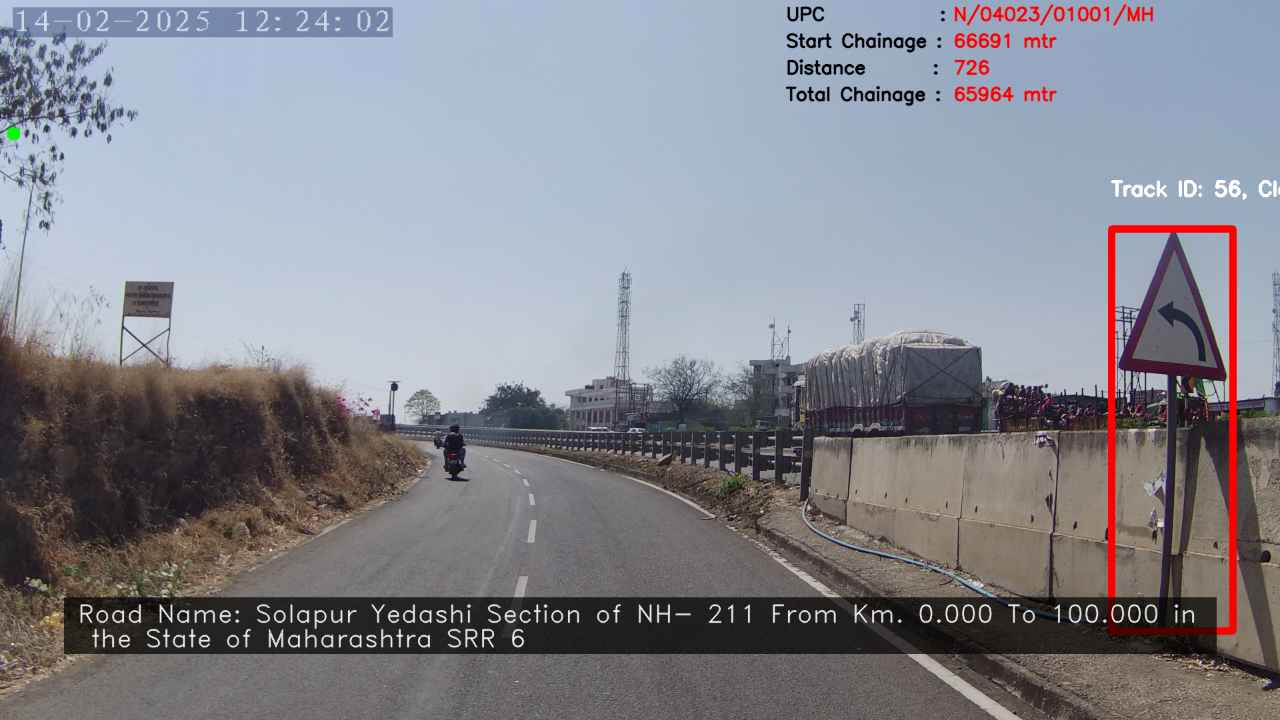 14-02-2025 12:24:02
UPC : N/04023/01001/MH
Start Chainage : 66691 mtr
Distance : 726
Total Chainage : 65964 mtr
Track ID: 56, Cl
Road Name: Solapur Yedashi Section of NH- 211 From Km. 0.000 To 100.000 in
the State of Maharashtra SRR 6